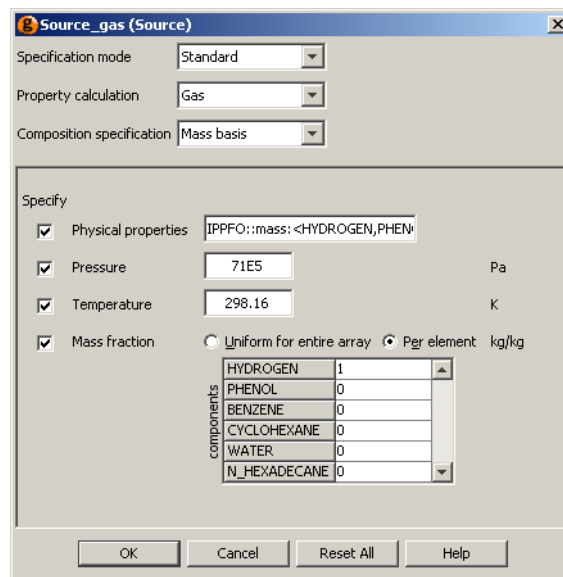 g Source_gas (Source)
Specification mode Standard
Property calculation Gas
Composition specification Mass basis
Specify
Physical properties IPPFO::mass:<HYDROGEN,PHEN
Pressure 71E5 Pa
Temperature 298.16 K
Mass fraction Uniform for entire array Per element kg/kg
components
HYDROGEN 1
PHENOL 0
BENZENE 0
CYCLOHEXANE 0
WATER 0
N_HEXADECANE 0
OK Cancel Reset All Help